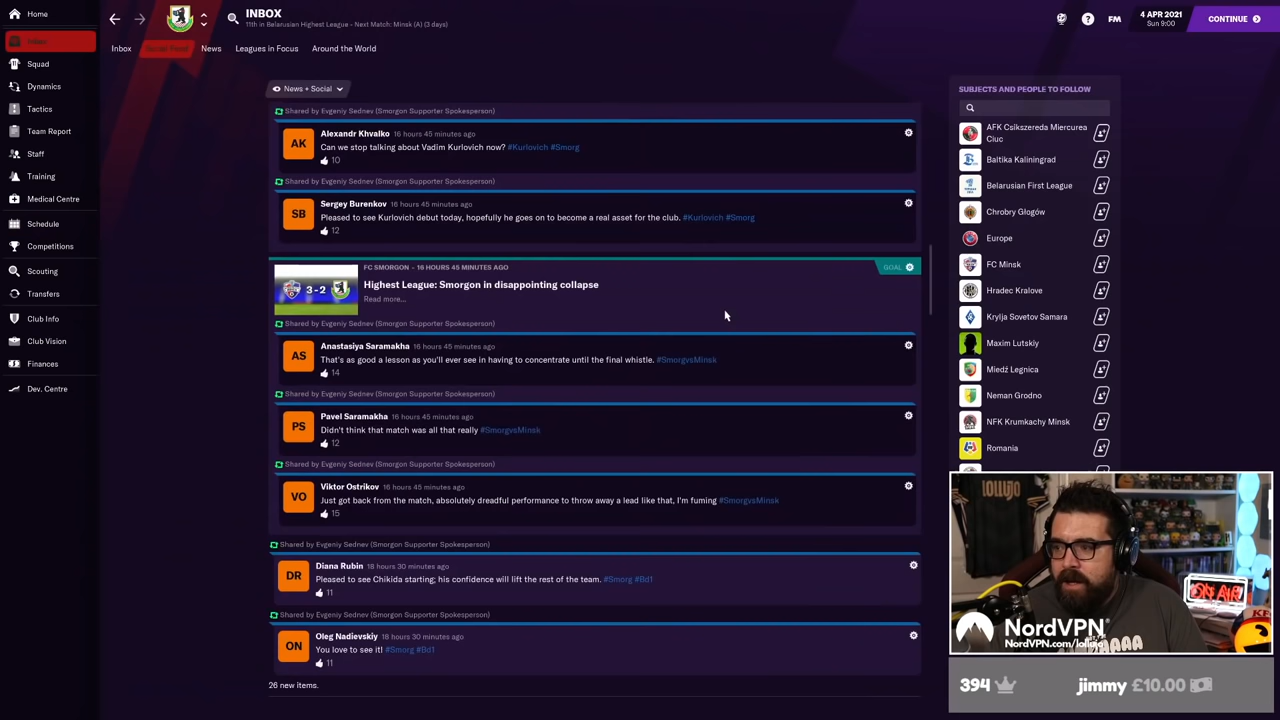 Home
INBOX
11th in Belarusian Highest League - Next Match: Minsk (A) (3 days)
FM
4 APR 2021
Sun 9:00
CONTINUE
Inbox
Squad
Dynamics
Tactics
Team Report
Staff
Training
Medical Centre
Schedule
Competitions
Scouting
Transfers
Club Info
Club Vision
Finances
Dev. Centre
Inbox
Social Feed
News
Leagues in Focus
Around the World
News + Social
Shared by Evgeniy Sednev (Smorgon Supporter Spokesperson)
AK
Alexandr Khvalko 16 hours 45 minutes ago
Can we stop talking about Vadim Kurlovich now? #Kurlovich #Smorg
10
Shared by Evgeniy Sednev (Smorgon Supporter Spokesperson)
SB
Sergey Burenkov 16 hours 45 minutes ago
Pleased to see Kurlovich debut today, hopefully he goes on to become a real asset for the club. #Kurlovich #Smorg
12
FC SMORGON - 16 HOURS 45 MINUTES AGO
GOAL
3-2
Highest League: Smorgon in disappointing collapse
Read more...
Shared by Evgeniy Sednev (Smorgon Supporter Spokesperson)
AS
Anastasiya Saramakha 16 hours 45 minutes ago
That's as good a lesson as you'll ever see in having to concentrate until the final whistle. #SmorgvsMinsk
14
Shared by Evgeniy Sednev (Smorgon Supporter Spokesperson)
PS
Pavel Saramakha 16 hours 45 minutes ago
Didn't think that match was all that really #SmorgvsMinsk
12
Shared by Evgeniy Sednev (Smorgon Supporter Spokesperson)
VO
Viktor Ostrikov 16 hours 45 minutes ago
Just got back from the match, absolutely dreadful performance to throw away a lead like that, I'm fuming #SmorgvsMinsk
15
Shared by Evgeniy Sednev (Smorgon Supporter Spokesperson)
DR
Diana Rubin 18 hours 30 minutes ago
Pleased to see Chikida starting; his confidence will lift the rest of the team. #Smorg #Bd1
11
Shared by Evgeniy Sednev (Smorgon Supporter Spokesperson)
ON
Oleg Nadievskiy 18 hours 30 minutes ago
You love to see it! #Smorg #Bd1
11
26 new items.
SUBJECTS AND PEOPLE TO FOLLOW
AFK Csikszereda Miercurea
Ciuc
Baltika Kaliningrad
Belarusian First League
Chrobry Głogów
Europe
FC Minsk
Hradec Kralove
Krylja Sovetov Samara
Maxim Lutskiy
Miedź Legnica
Neman Grodno
NFK Krumkachy Minsk
Romania
lollujo
ON AIR
NordVPN®
NordVPN.com/lollujo
394
jimmy £10.00